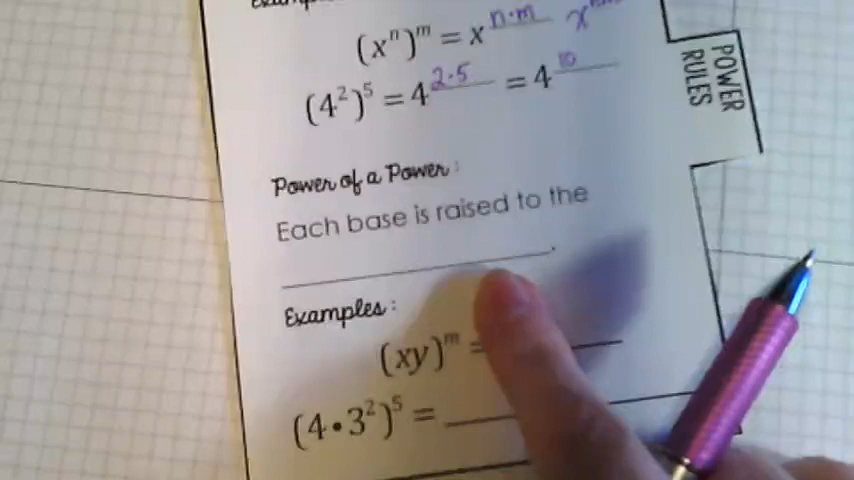 (xⁿ)ᵐ = x n·m
(4²)⁵ = 4 2·5 = 4 10
POWER
RULES
Power of a Power:
Each base is raised to the
Examples:
(xy)ᵐ =
(4•3²)⁵ =